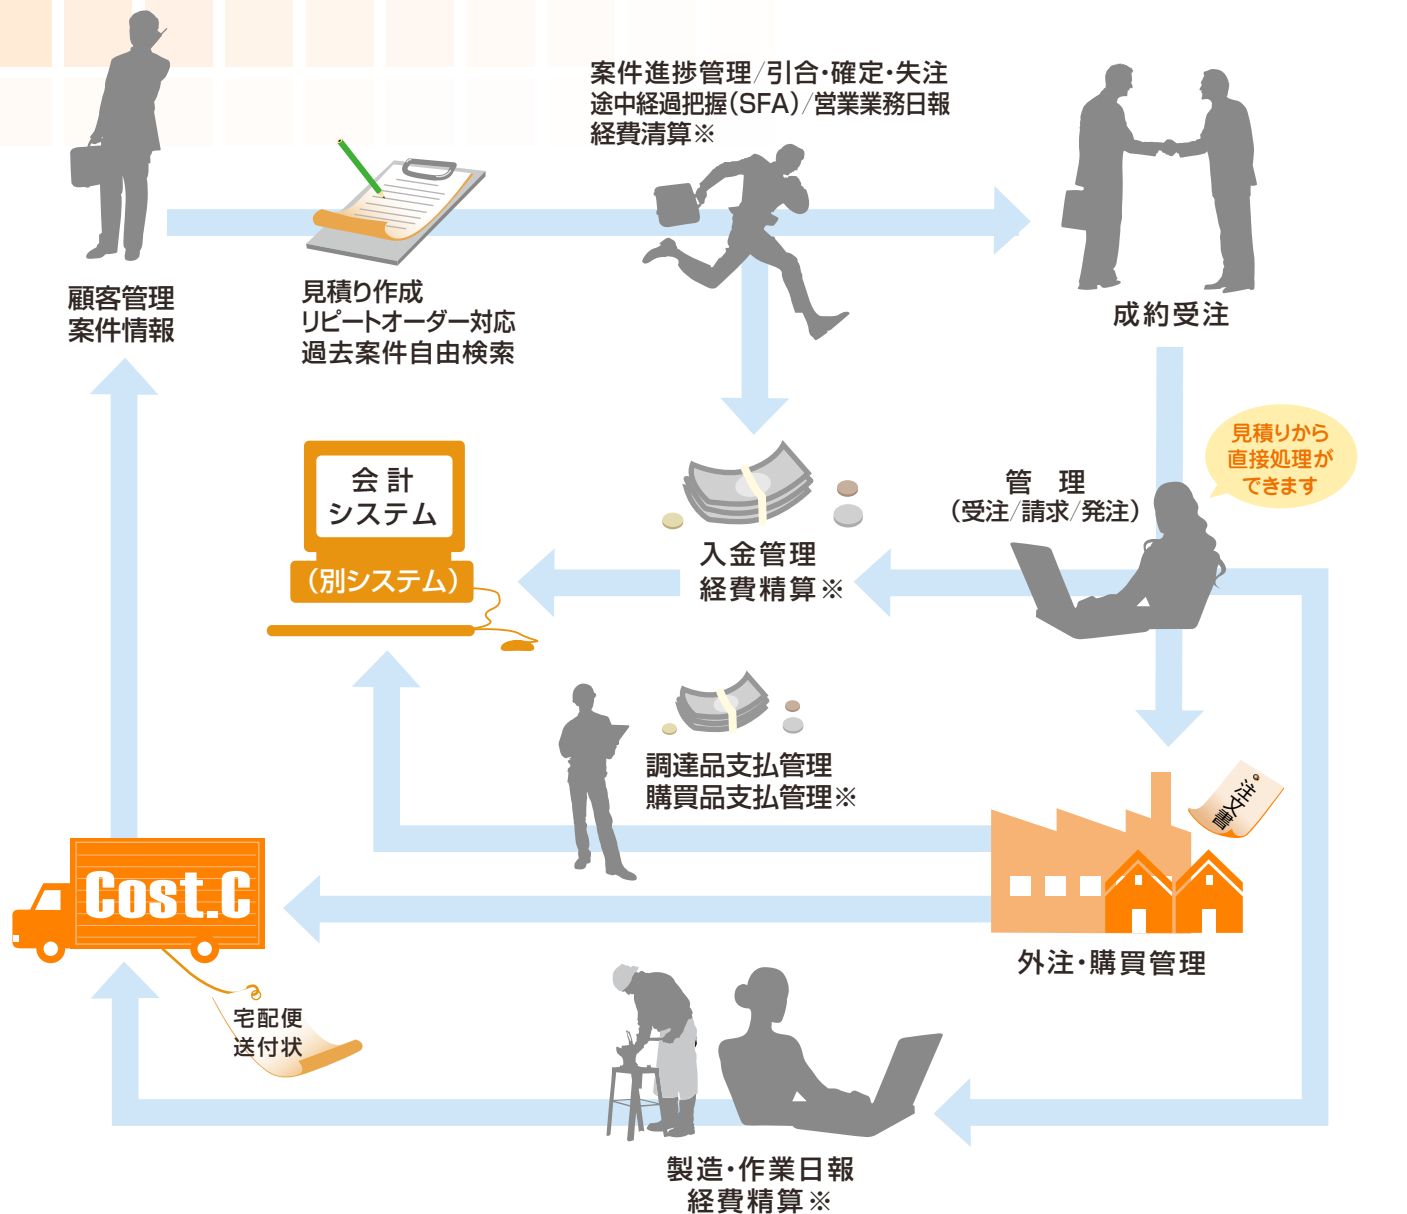 案件進捗管理/引合・確定・失注
途中経過把握(SFA)/営業業務日報
経費清算※
顧客管理
案件情報
見積り作成
リピートオーダー対応
過去案件自由検索
成約受注
見積りから
直接処理が
できます
管 理
(受注/請求/発注)
会計
システム
(別システム)
入金管理
経費精算※
調達品支払管理
購買品支払管理※
注文書
外注・購買管理
Cost.C
宅配便
送付状
製造・作業日報
経費精算※